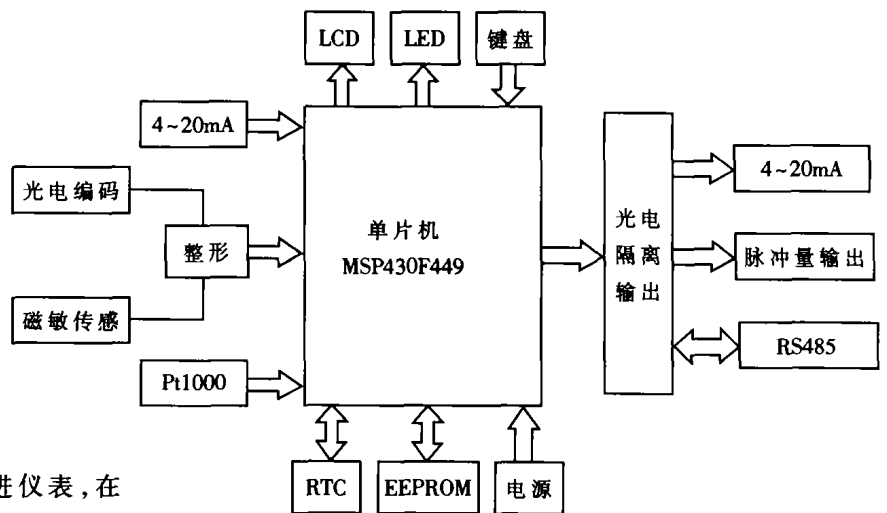 LCD
LED
键盘
4~20mA
光电编码
整形
磁敏传感
Pt1000
单片机
MSP430F449
光电
隔离
输出
4~20mA
脉冲量输出
RS485
RTC
EEPROM
电源
进仪表,在